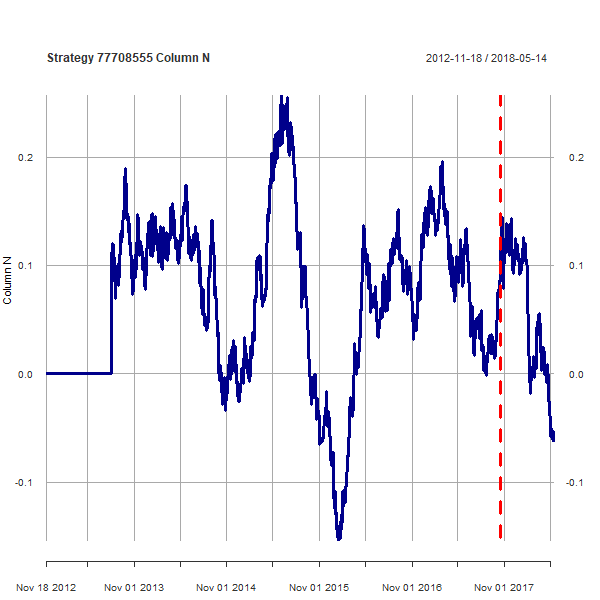 Strategy 77708555 Column N
2012-11-18 / 2018-05-14
0.2
0.2
0.1
0.1
Column N
0.0
0.0
-0.1
-0.1
Nov 18 2012
Nov 01 2013
Nov 01 2014
Nov 01 2015
Nov 01 2016
Nov 01 2017